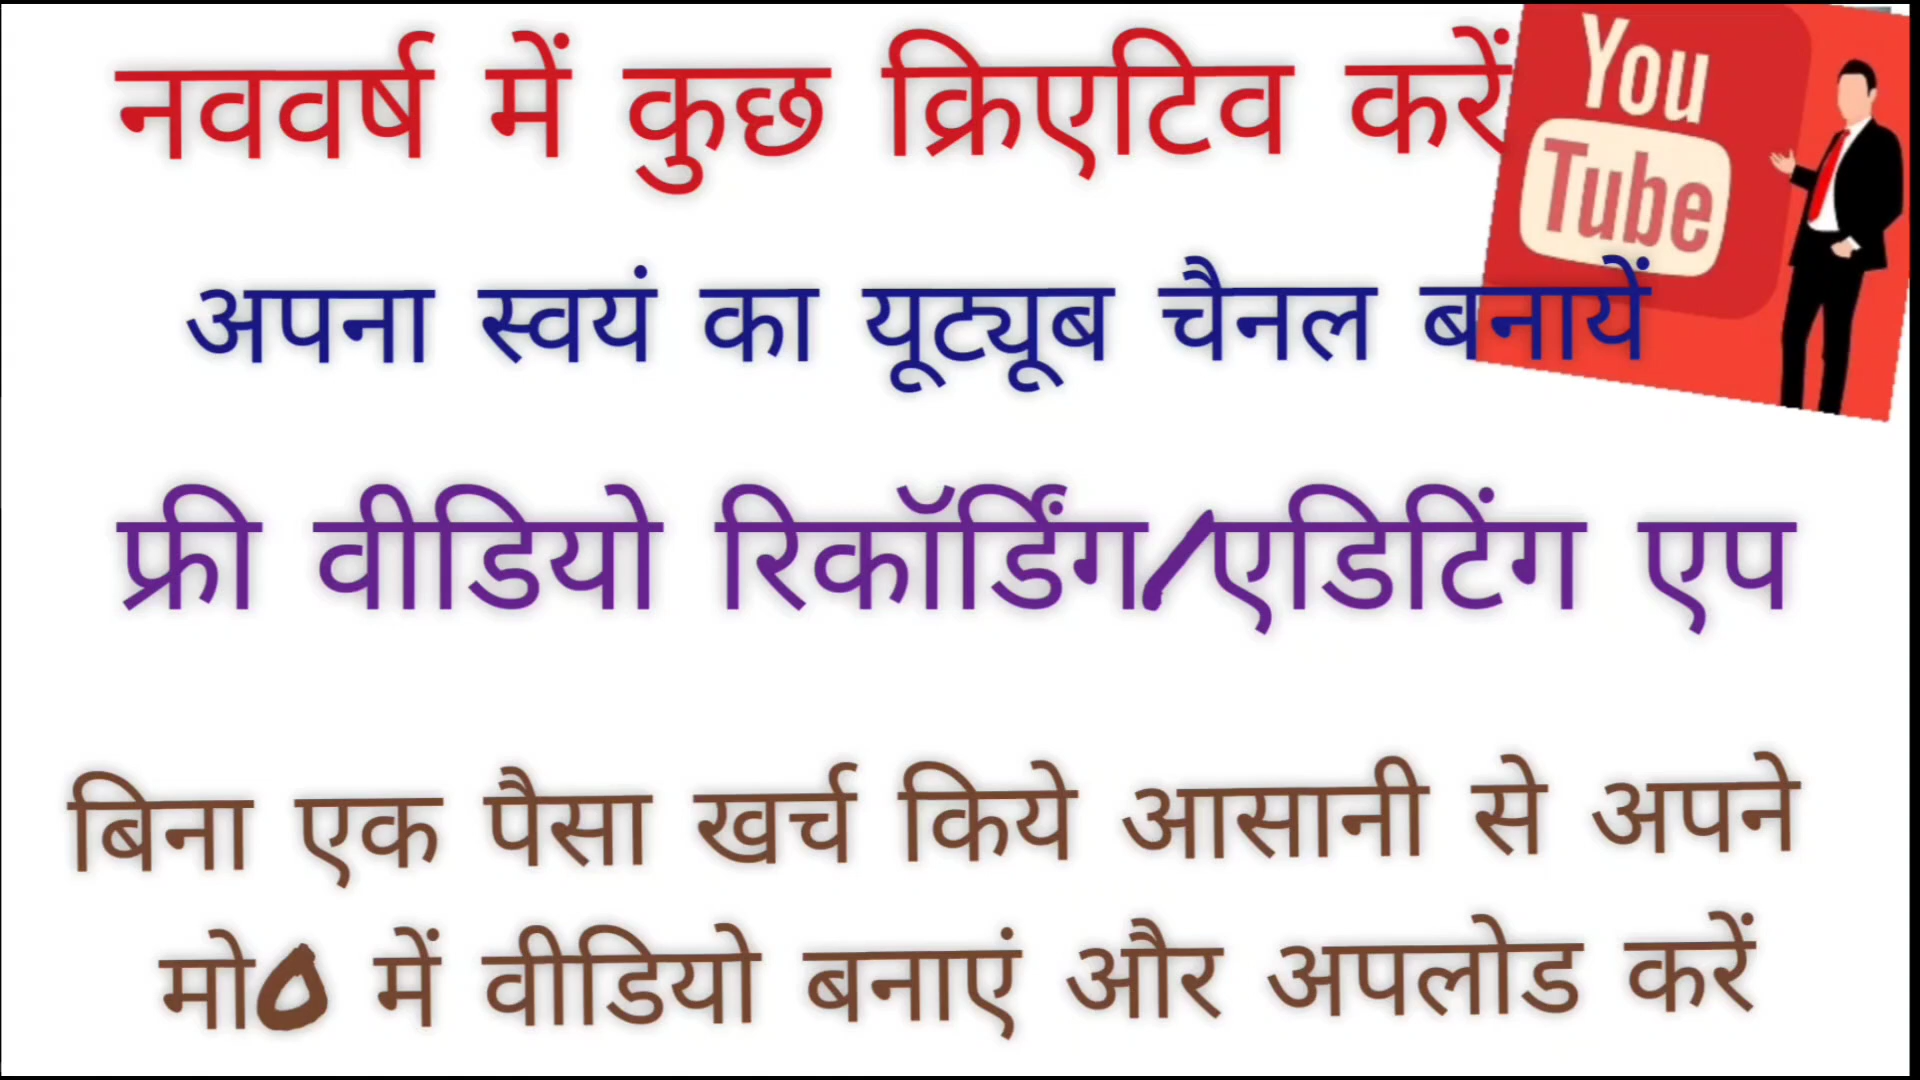 नववर्ष में कुछ क्रिएटिव करें
You
Tube
अपना स्वयं का यूट्यूब चैनल बनायें
फ्री वीडियो रिकॉर्डिंग/एडिटिंग एप
बिना एक पैसा खर्च किये आसानी से अपने
मो0 में वीडियो बनाएं और अपलोड करें